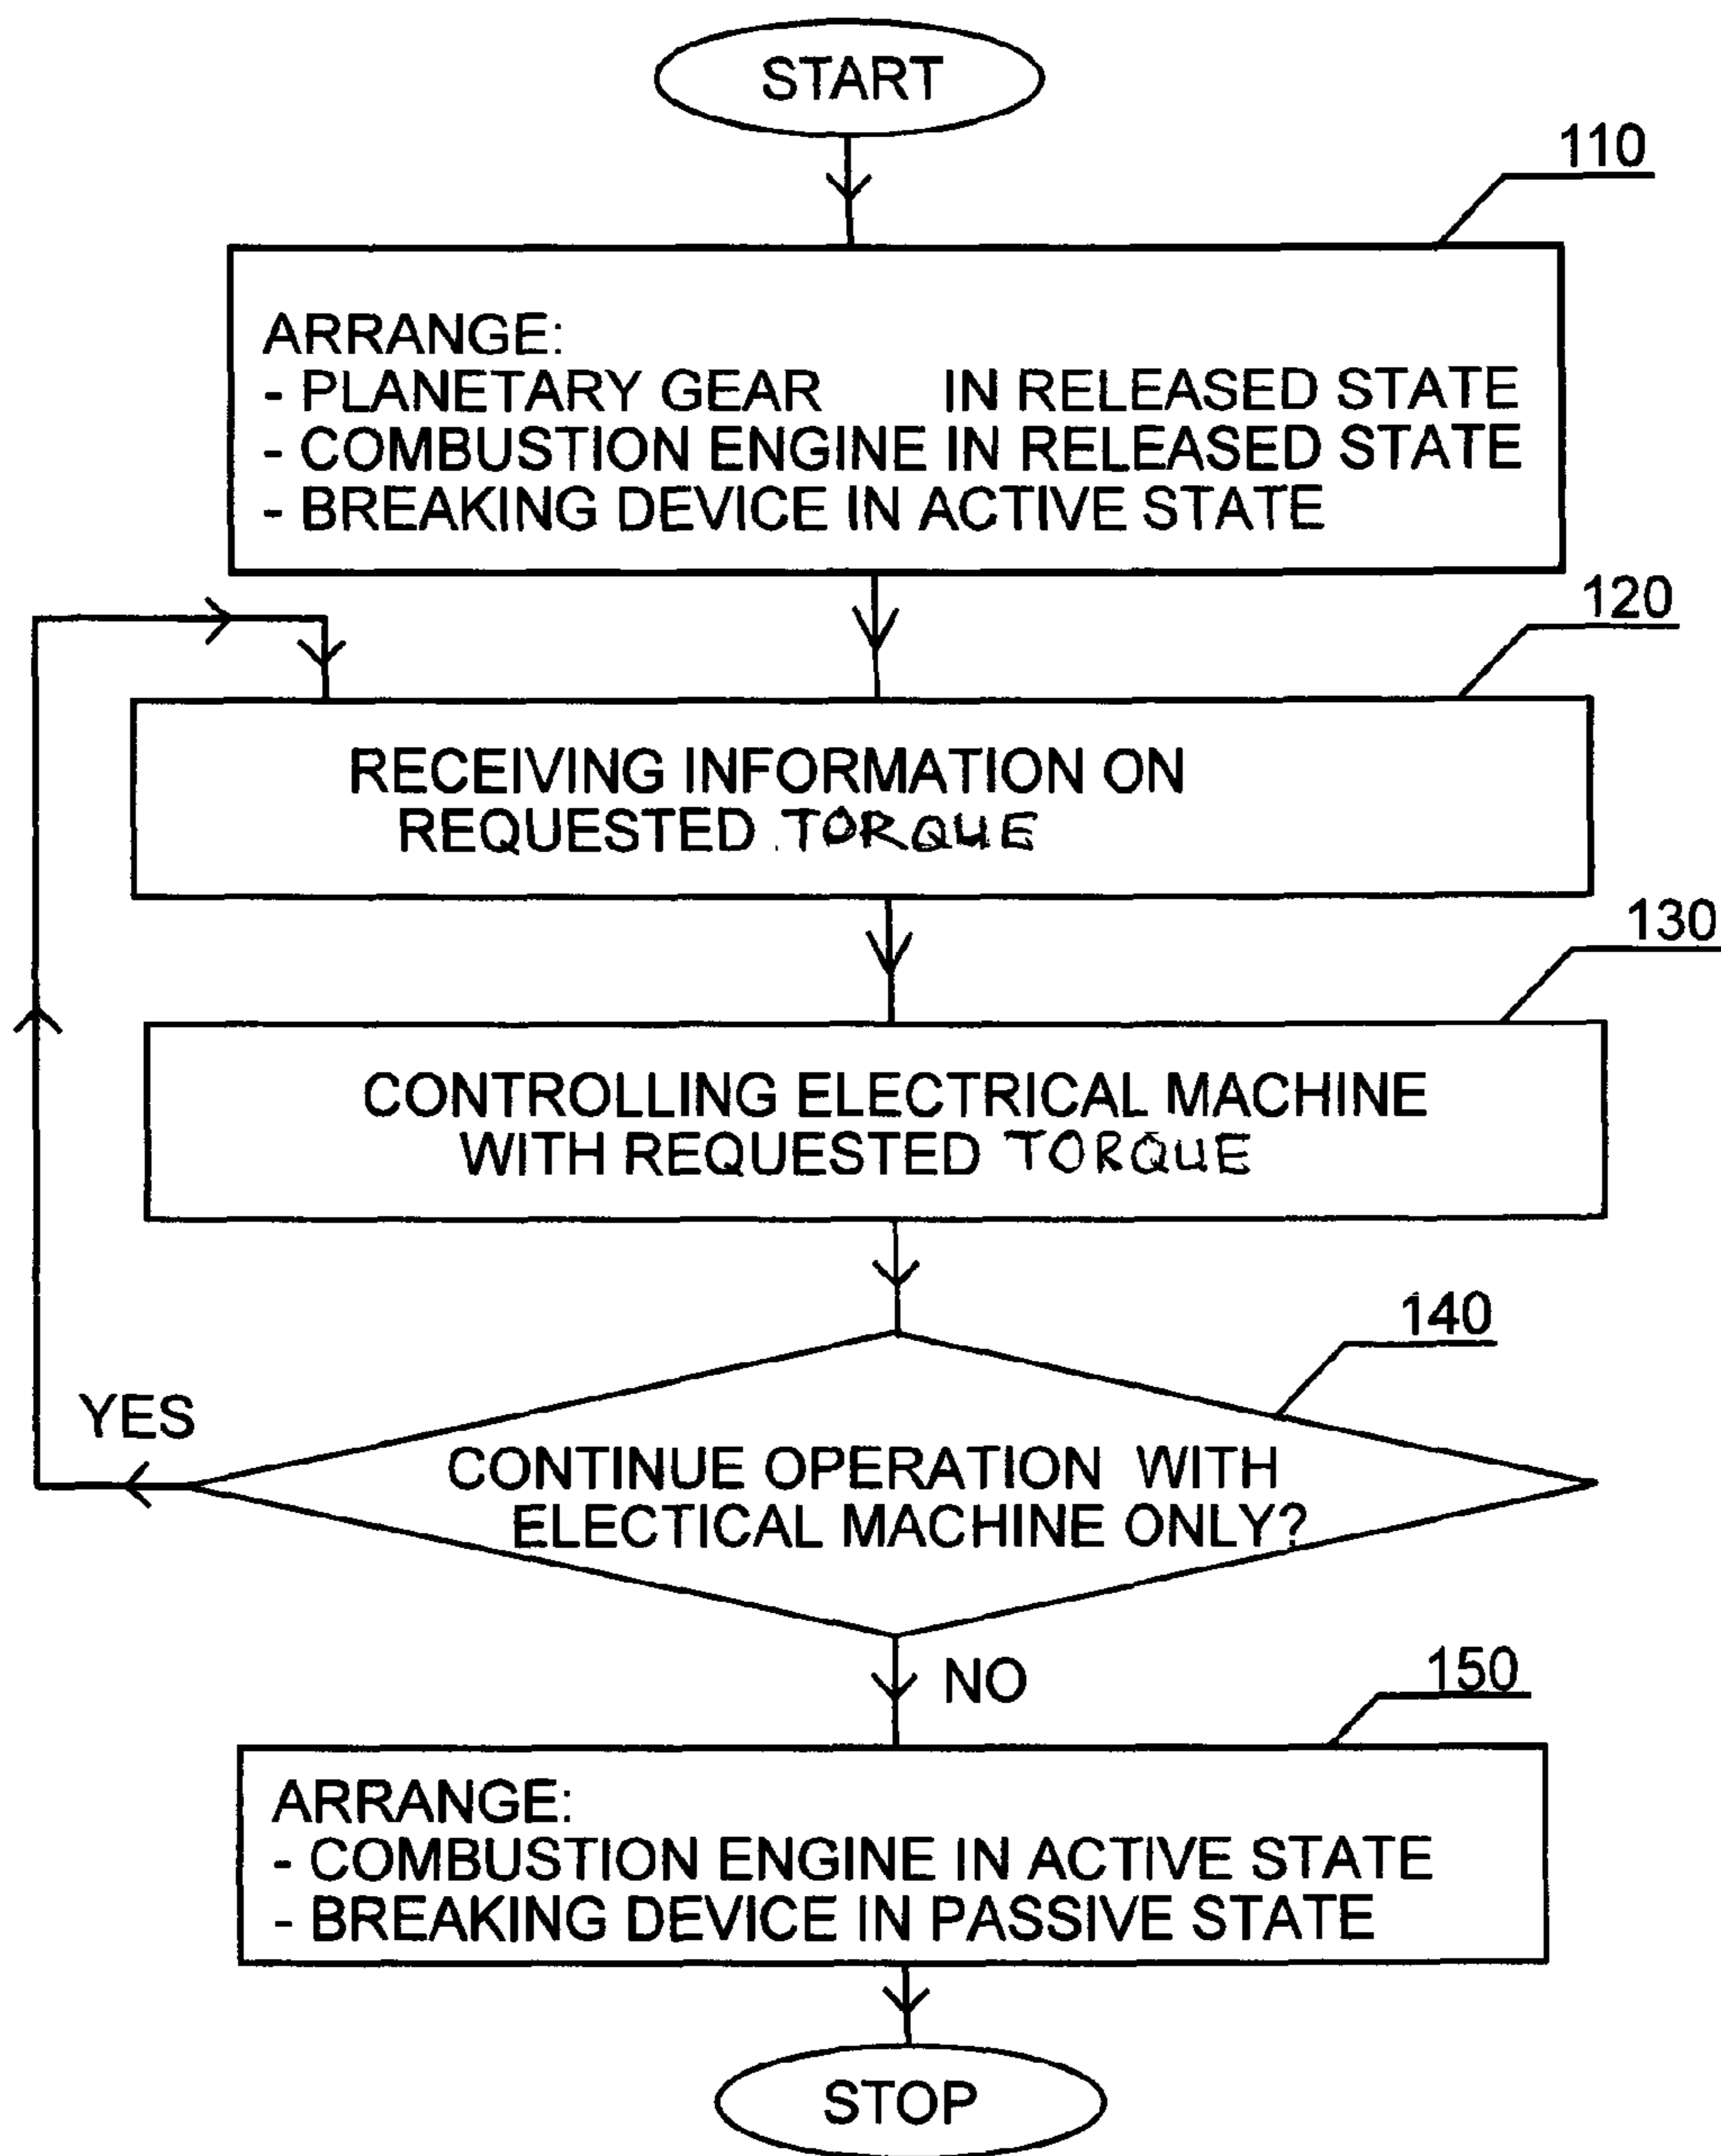 START
110
ARRANGE:
- PLANETARY GEAR IN RELEASED STATE
- COMBUSTION ENGINE IN RELEASED STATE
- BREAKING DEVICE IN ACTIVE STATE
120
RECEIVING INFORMATION ON
REQUESTED TORQUE
130
CONTROLLING ELECTRICAL MACHINE
WITH REQUESTED TORQUE
140
YES
CONTINUE OPERATION WITH
ELECTICAL MACHINE ONLY?
NO
150
ARRANGE:
- COMBUSTION ENGINE IN ACTIVE STATE
- BREAKING DEVICE IN PASSIVE STATE
STOP